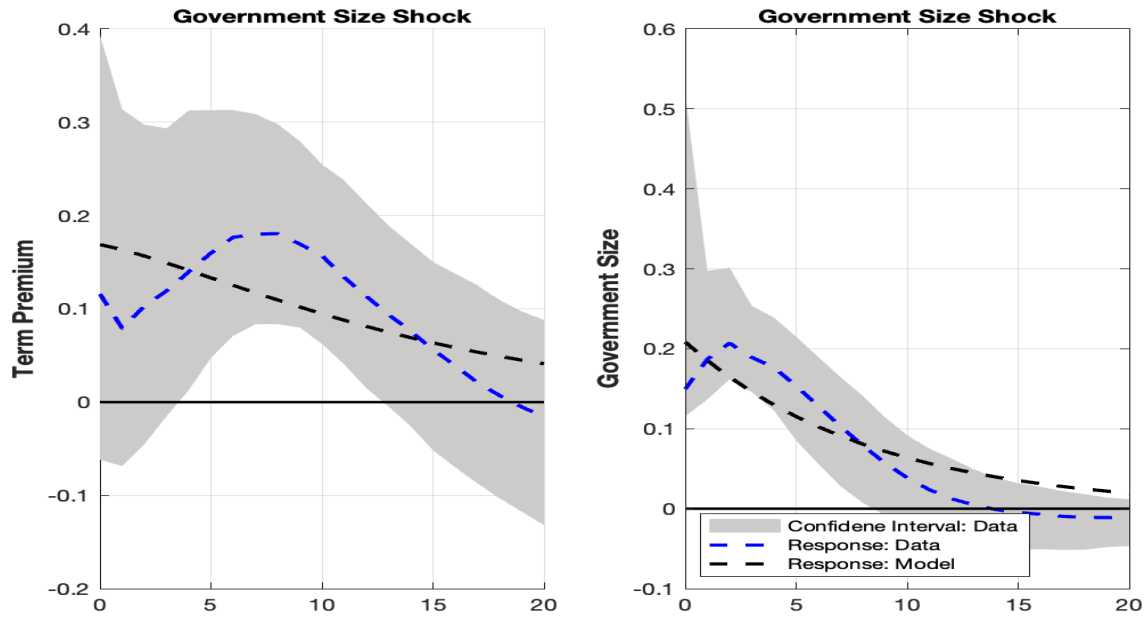 Government Size Shock
Term Premium
0.4
0.3
0.2
0.1
0
-0.1
-0.2
0 5 10 15 20
Government Size Shock
Government Size
0.6
0.5
0.4
0.3
0.2
0.1
0
-0.1
0 5 10 15 20
Confidene Interval: Data
Response: Data
Response: Model